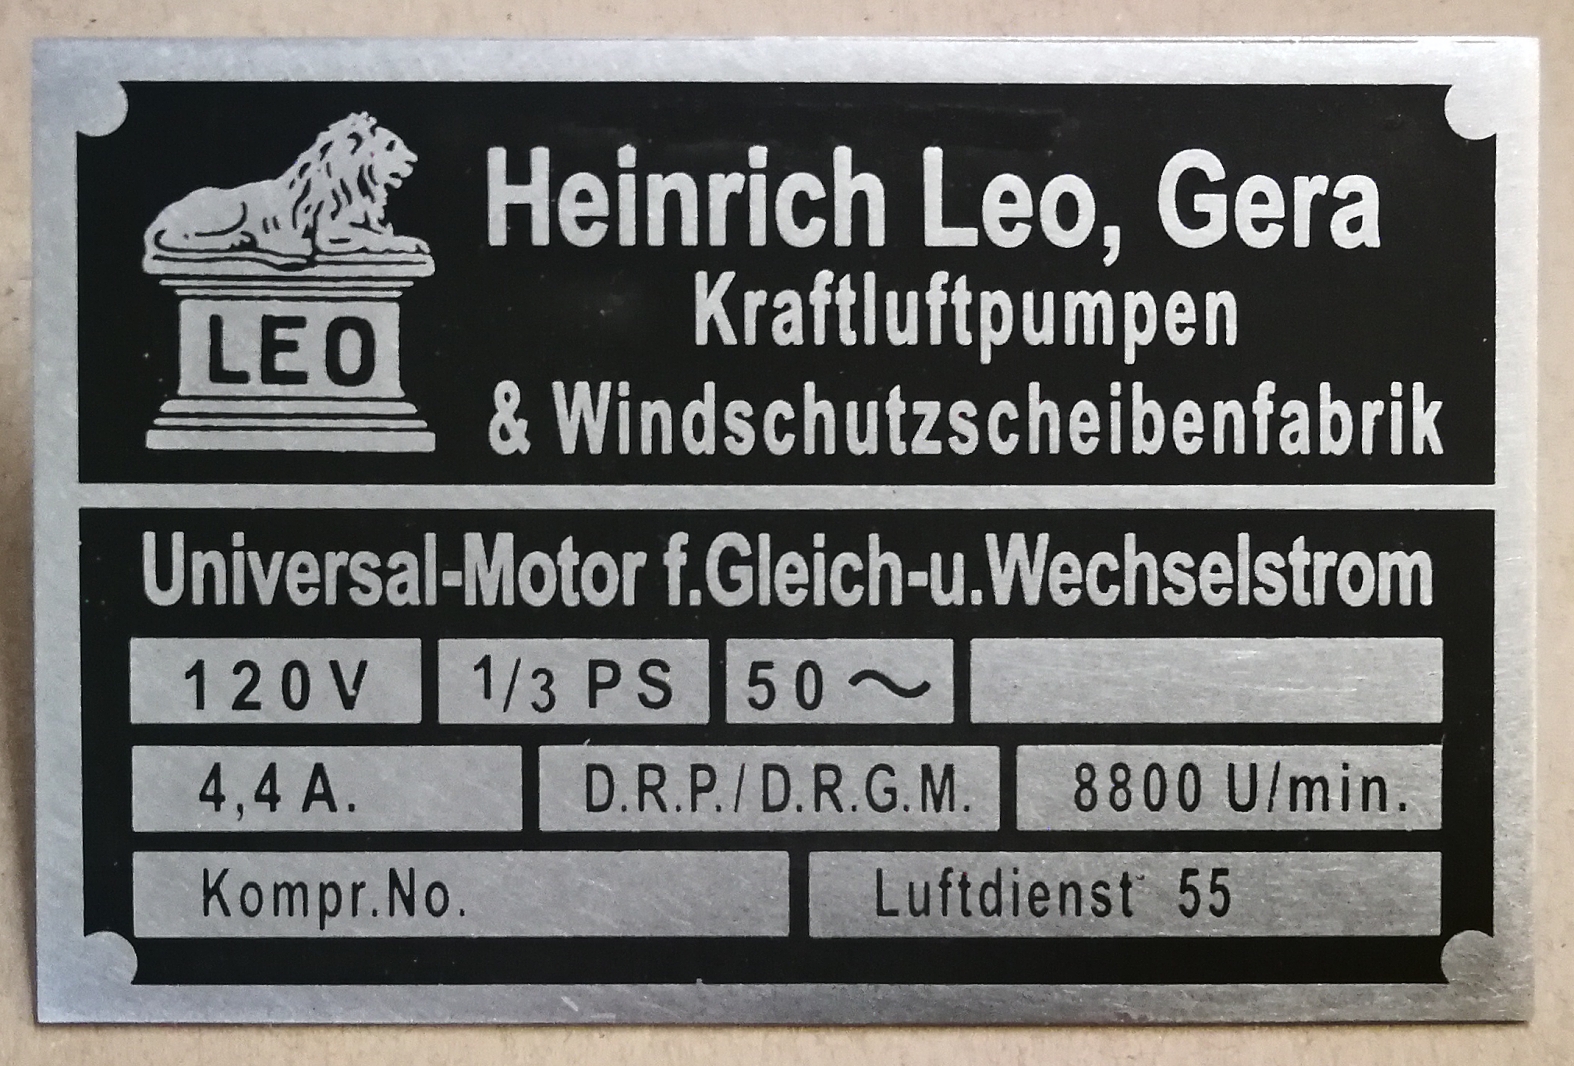 LEO
Heinrich Leo, Gera
Kraftluftpumpen
& Windschutzscheibenfabrik
Universal-Motor f.Gleich-u.Wechselstrom
120V 1/3 PS 50 ~
4,4 A. D.R.P./D.R.G.M. 8800 U/min.
Kompr.No. Luftdienst 55